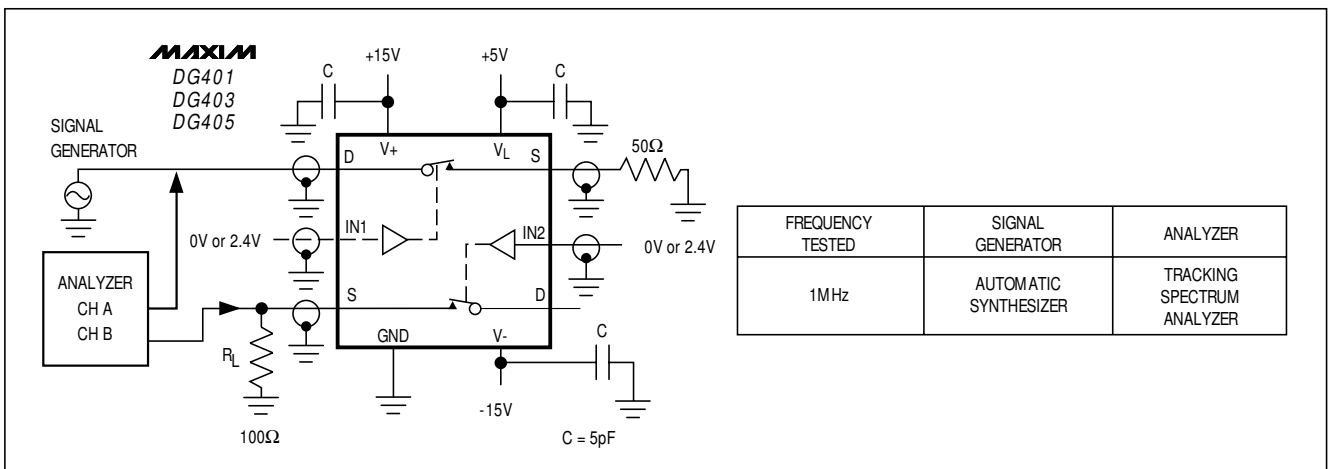 MAXIM
DG401
DG403
DG405
+15V
+5V
C
C
SIGNAL
GENERATOR
D
V+
VL
S
50Ω
0V or 2.4V
IN1
IN2
0V or 2.4V
ANALYZER
CH A
CH B
S
D
RL
GND
V-
C
100Ω
-15V
C = 5pF
FREQUENCY
TESTED
SIGNAL
GENERATOR
ANALYZER
1MHz
AUTOMATIC
SYNTHESIZER
TRACKING
SPECTRUM
ANALYZER